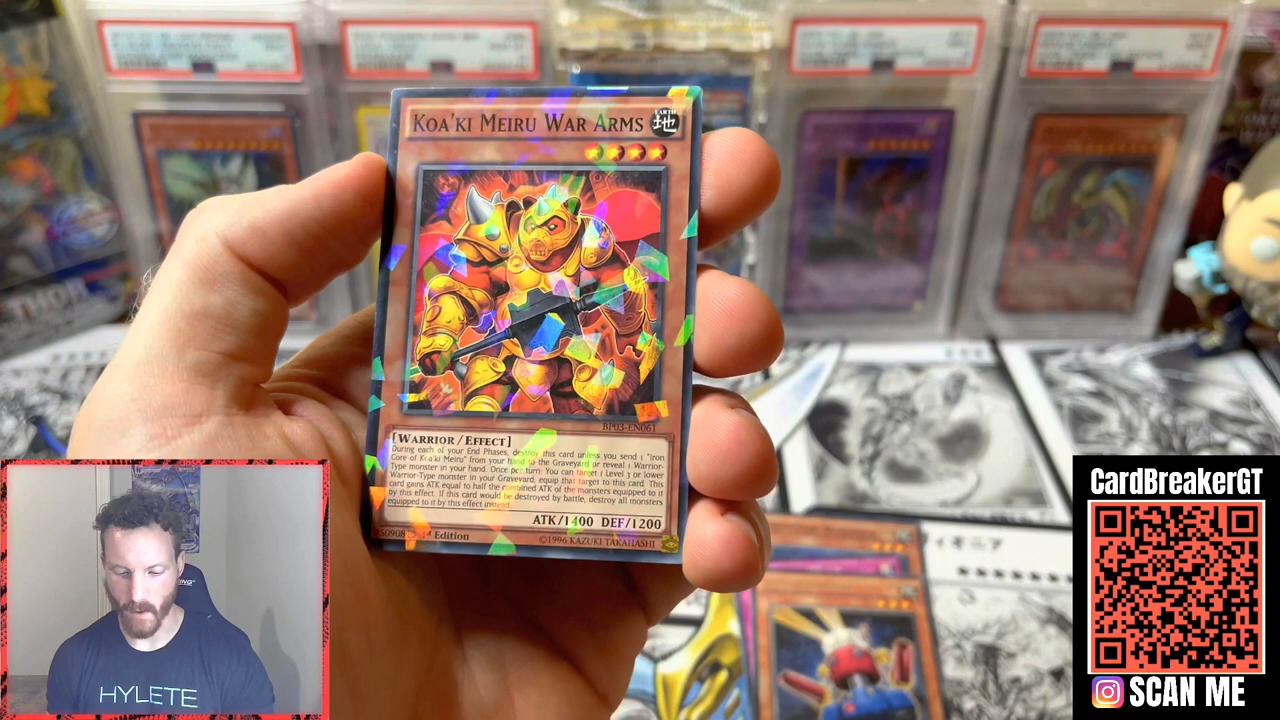 KOA'KI MEIRU WAR ARMS
EARTH
地
BP03-EN061
[WARRIOR/EFFECT]
During each of your End Phases, destroy this card unless you send 1 "Iron
Core of Koa'ki Meiru" from your hand to the Graveyard or reveal 1 Warrior-
Type monster in your hand. Once per turn: You can target 1 Level 3 or lower
Warrior-Type monster in your Graveyard; equip that target to this card. This
card gains ATK equal to half the combined ATK of the monsters equipped to it
by this effect. If this card would be destroyed by battle, destroy all monsters
equipped to it by this effect instead.
ATK/1400 DEF/1200
1st Edition
©1996 KAZUKI TAKAHASHI
HYLETE
CardBreakerGT
SCAN ME
THOR